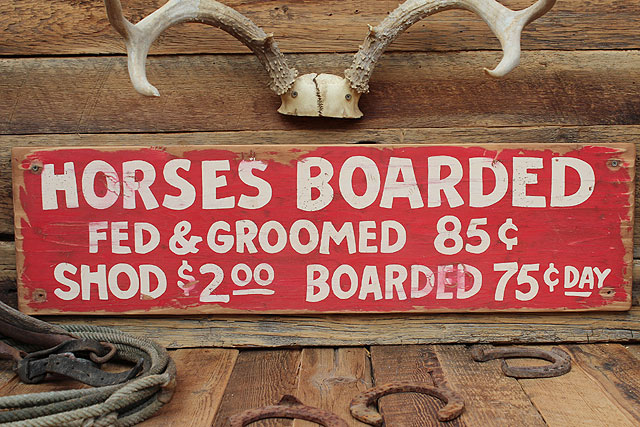 HORSES BOARDED
FED & GROOMED 85¢
SHOD $2.00 BOARDED 75¢ DAY